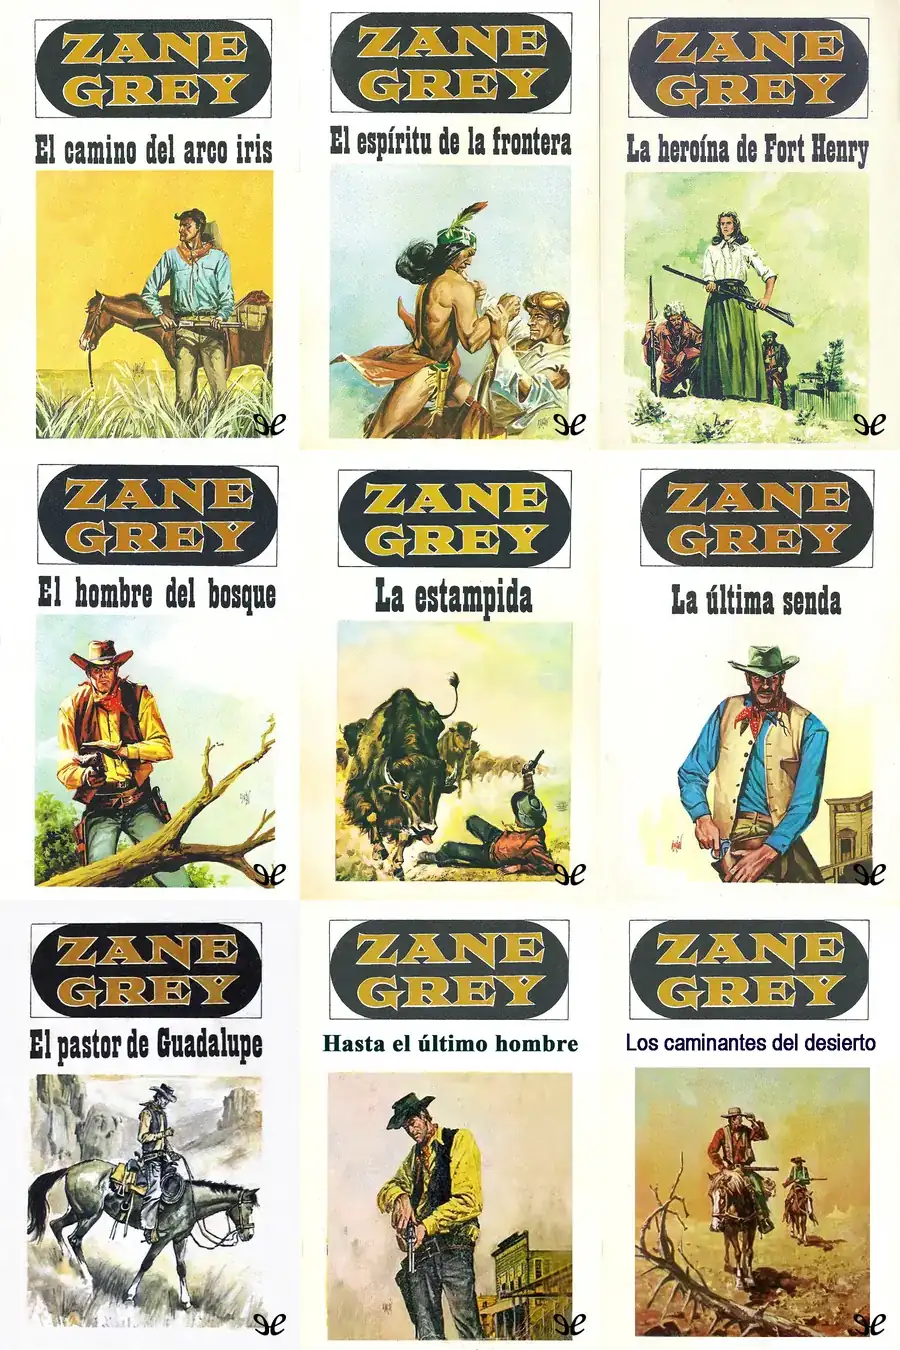 ZANE
GREY
El camino del arco iris
ZANE
GREY
El espíritu de la frontera
ZANE
GREY
La heroína de Fort Henry
ZANE
GREY
El hombre del bosque
ZANE
GREY
La estampida
ZANE
GREY
La última senda
ZANE
GREY
El pastor de Guadalupe
ZANE
GREY
Hasta el último hombre
ZANE
GREY
Los caminantes del desierto